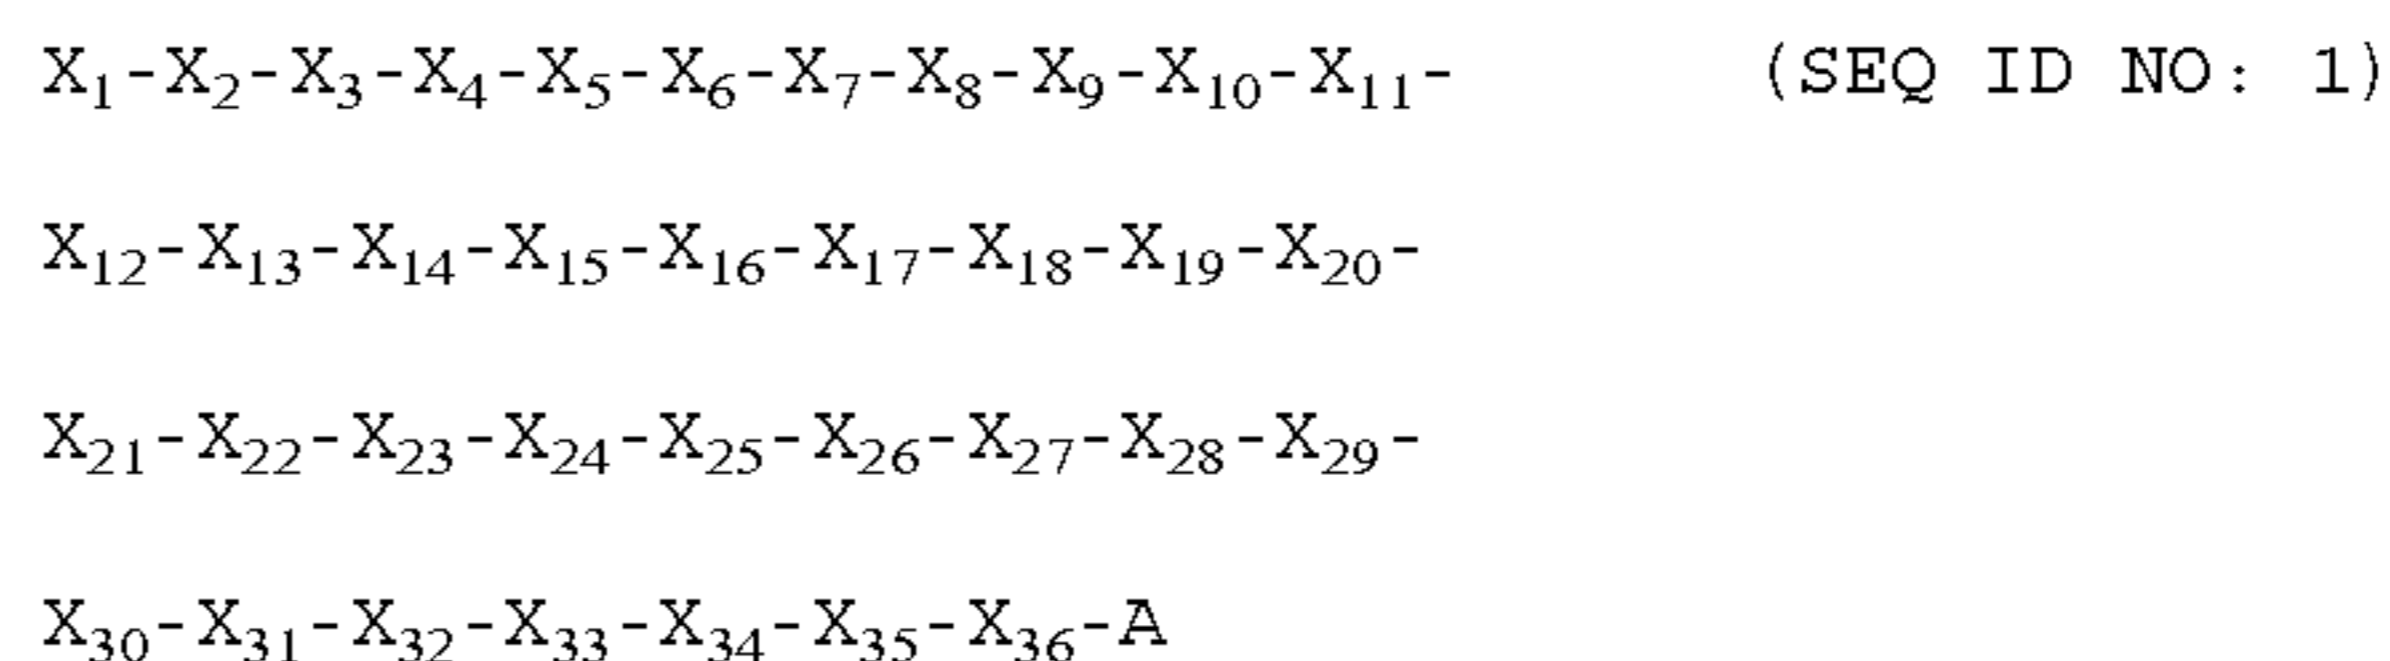 X₁-X₂-X₃-X₄-X₅-X₆-X₇-X₈-X₉-X₁₀-X₁₁- (SEQ ID NO: 1)
X₁₂-X₁₃-X₁₄-X₁₅-X₁₆-X₁₇-X₁₈-X₁₉-X₂₀-
X₂₁-X₂₂-X₂₃-X₂₄-X₂₅-X₂₆-X₂₇-X₂₈-X₂₉-
X₃₀-X₃₁-X₃₂-X₃₃-X₃₄-X₃₅-X₃₆-A